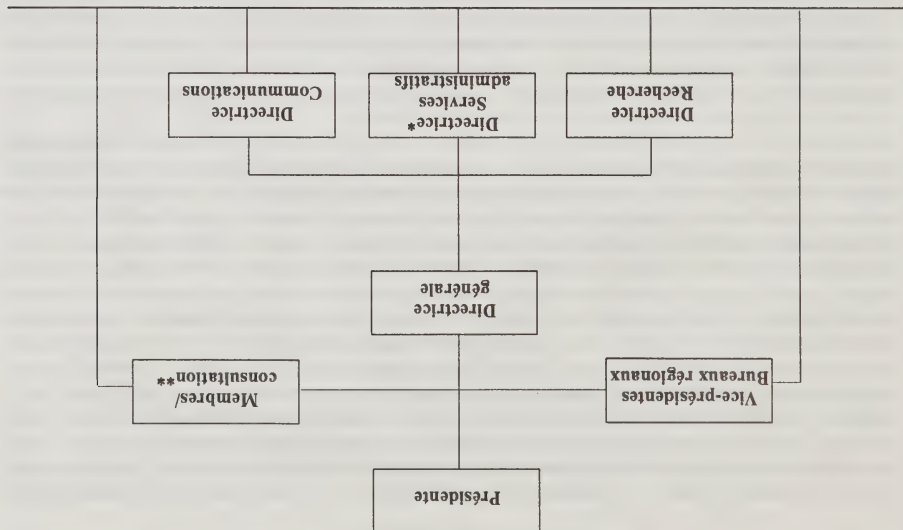 Présidente
Vice-présidentes
Bureaux régionaux
Membres/
consultation**
Directrice
générale
Directrice
Recherche
Directrice*
Services
administratifs
Directrice
Communications